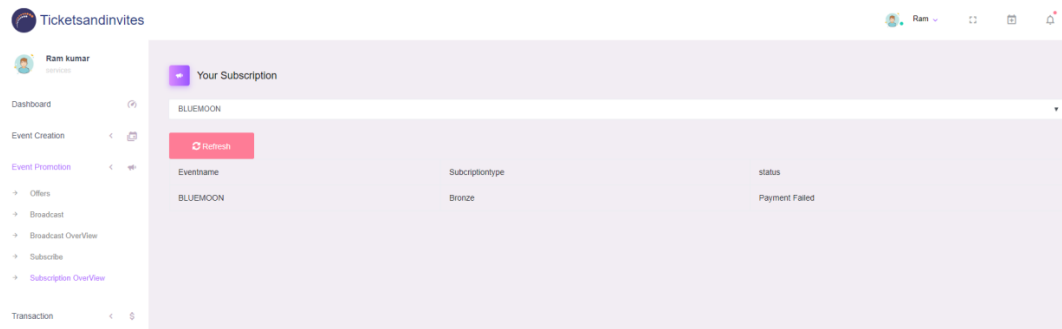 Ticketsandinvites
Ram
Ram kumar
services
Your Subscription
Dashboard
BLUEMOON
Event Creation
Refresh
Event Promotion
Eventname Subcriptiontype status
Offers
BLUEMOON Bronze Payment Failed
Broadcast
Broadcast OverView
Subscribe
Subscription OverView
Transaction